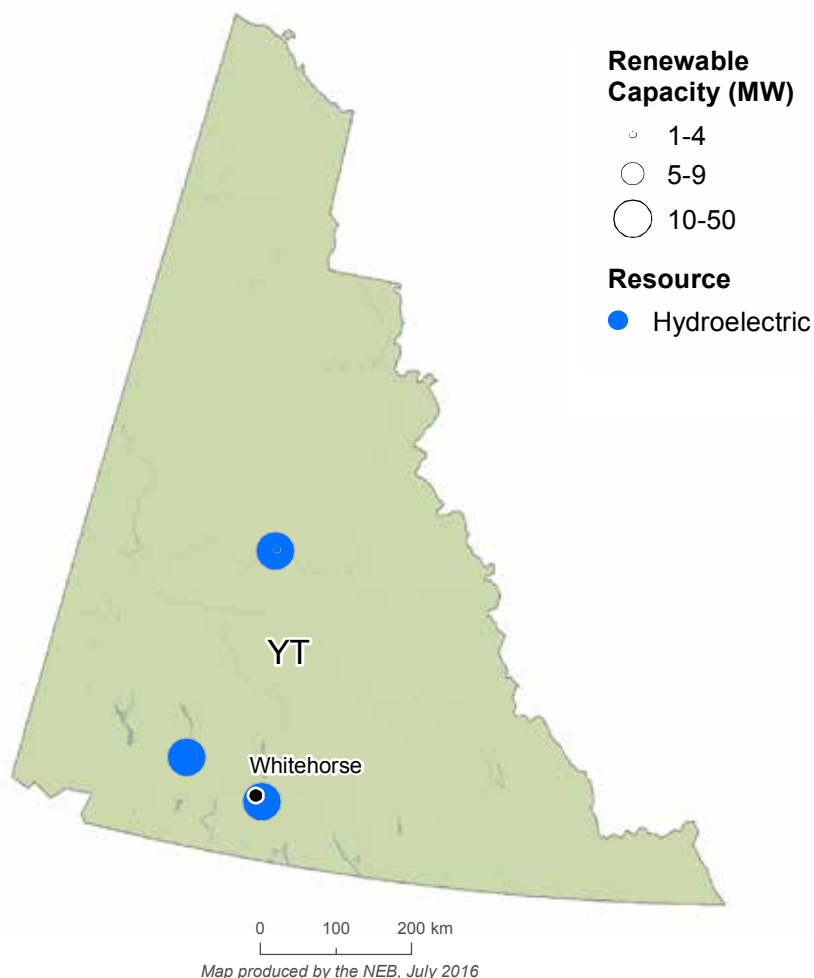 Renewable
Capacity (MW)
1-4
5-9
10-50
Resource
Hydroelectric
YT
Whitehorse
0 100 200 km
Map produced by the NEB, July 2016